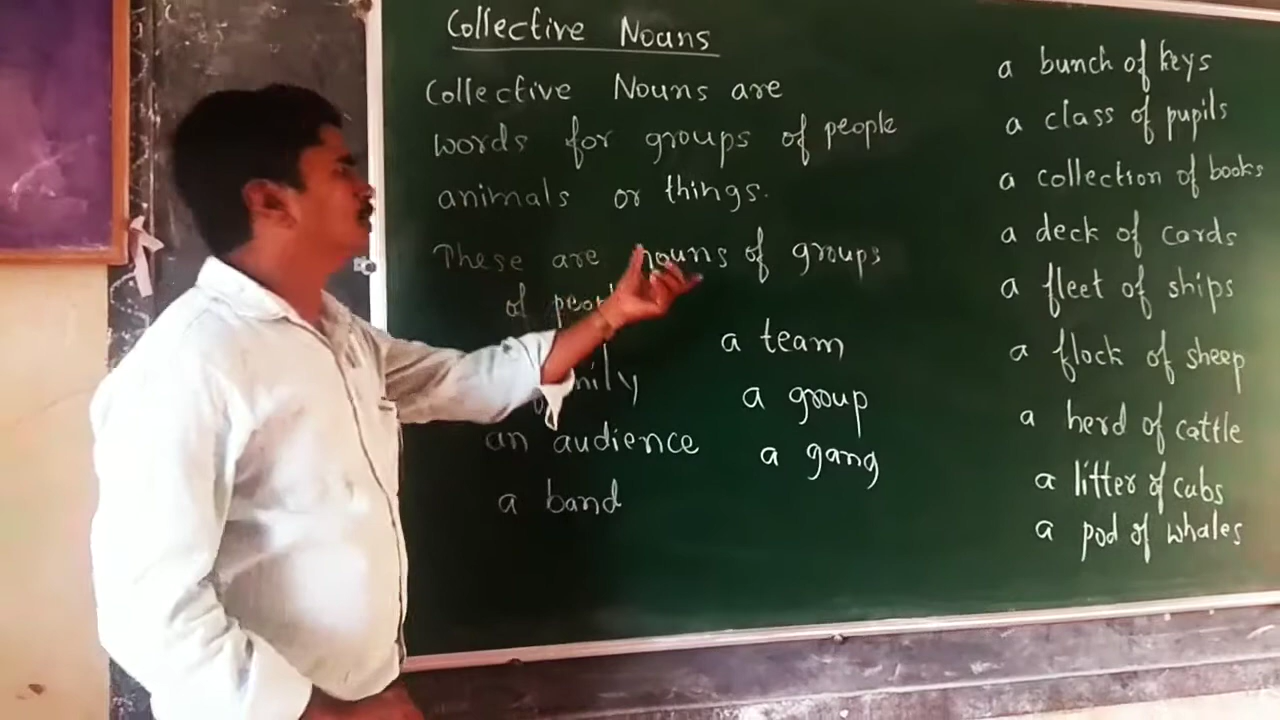 Collective Nouns
Collective Nouns are
words for groups of people
animals or things.
These are nouns of groups
of
an audience
a band
a team
a group
a gang
a bunch of keys
a class of pupils
a collection of books
a deck of cards
a fleet of ships
a flock of sheep
a herd of cattle
a litter of cubs
a pod of whales